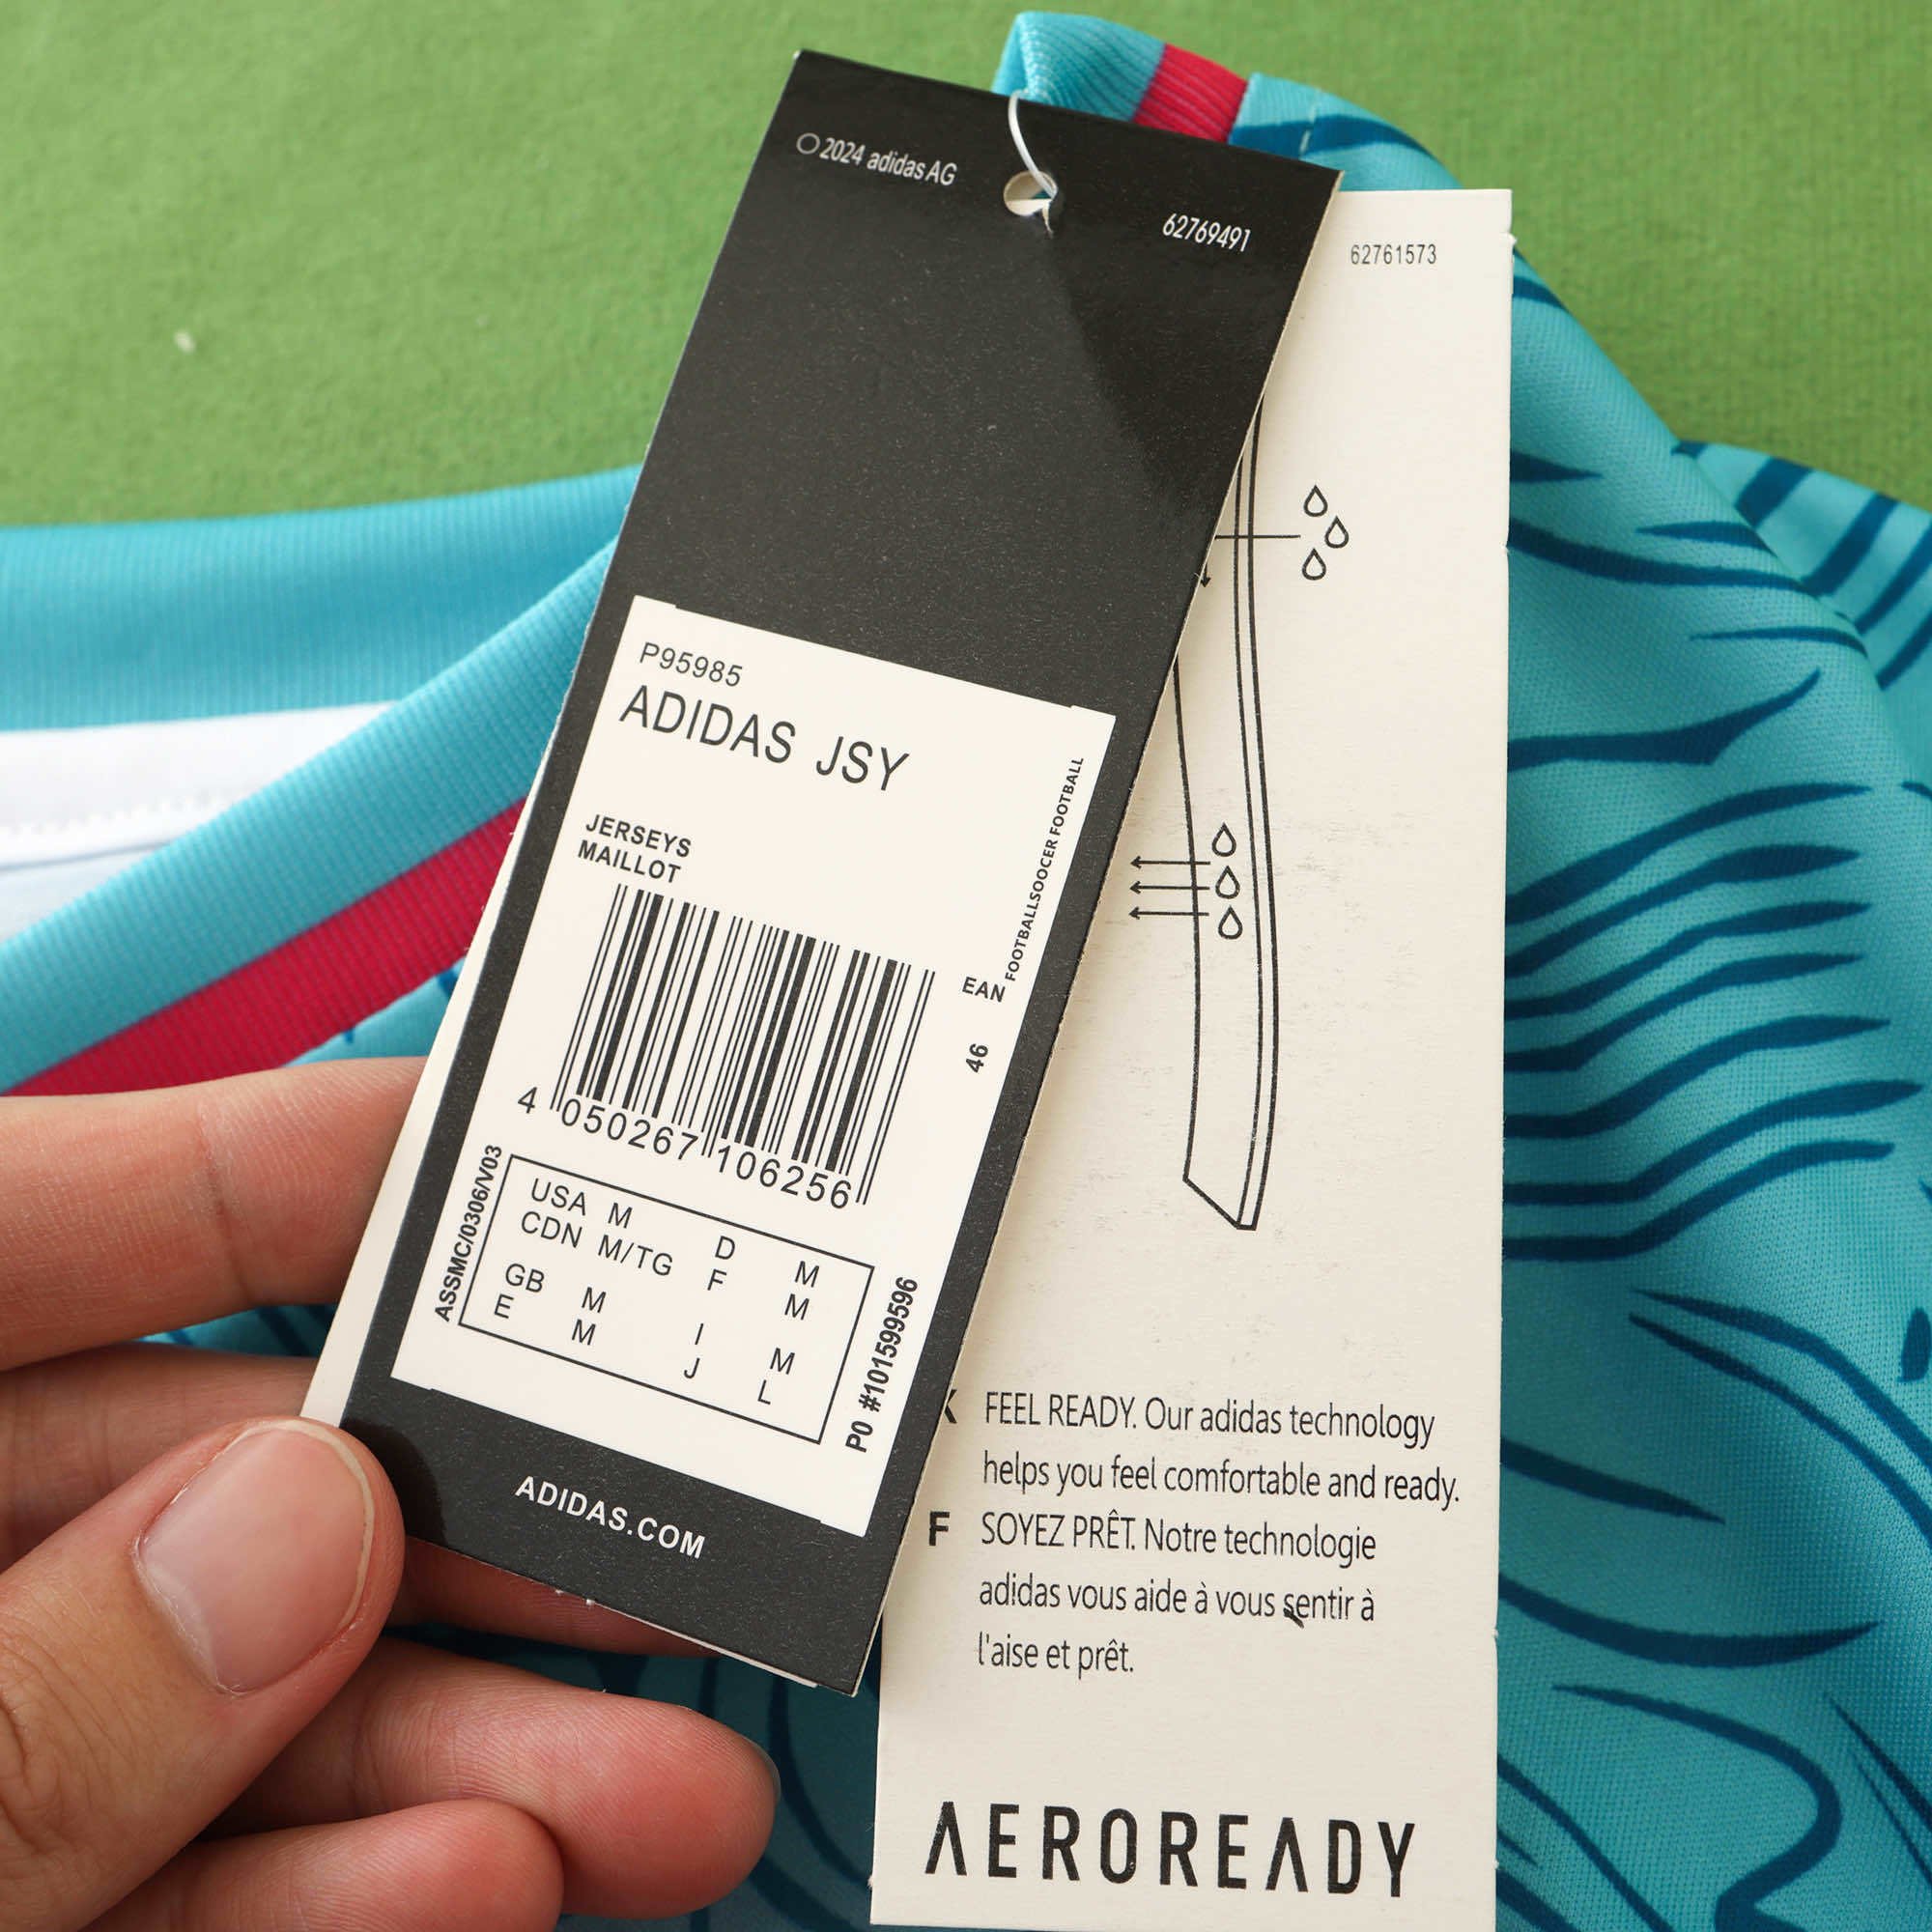 ○ 2024 adidas AG
62769491
62761573
P95985
ADIDAS JSY
JERSEYS
MAILLOT
FOOTBALLSOOCER FOOTBALL
EAN
46
4 050267 106256
ASSMC/0306/V03
USA M D M
CDN M/TG F M
GB M I M
E M J L
PO #101599596
ADIDAS.COM
FEEL READY. Our adidas technology
helps you feel comfortable and ready.
F SOYEZ PRÊT. Notre technologie
adidas vous aide à vous sentir à
l'aise et prêt.
AEROREADY